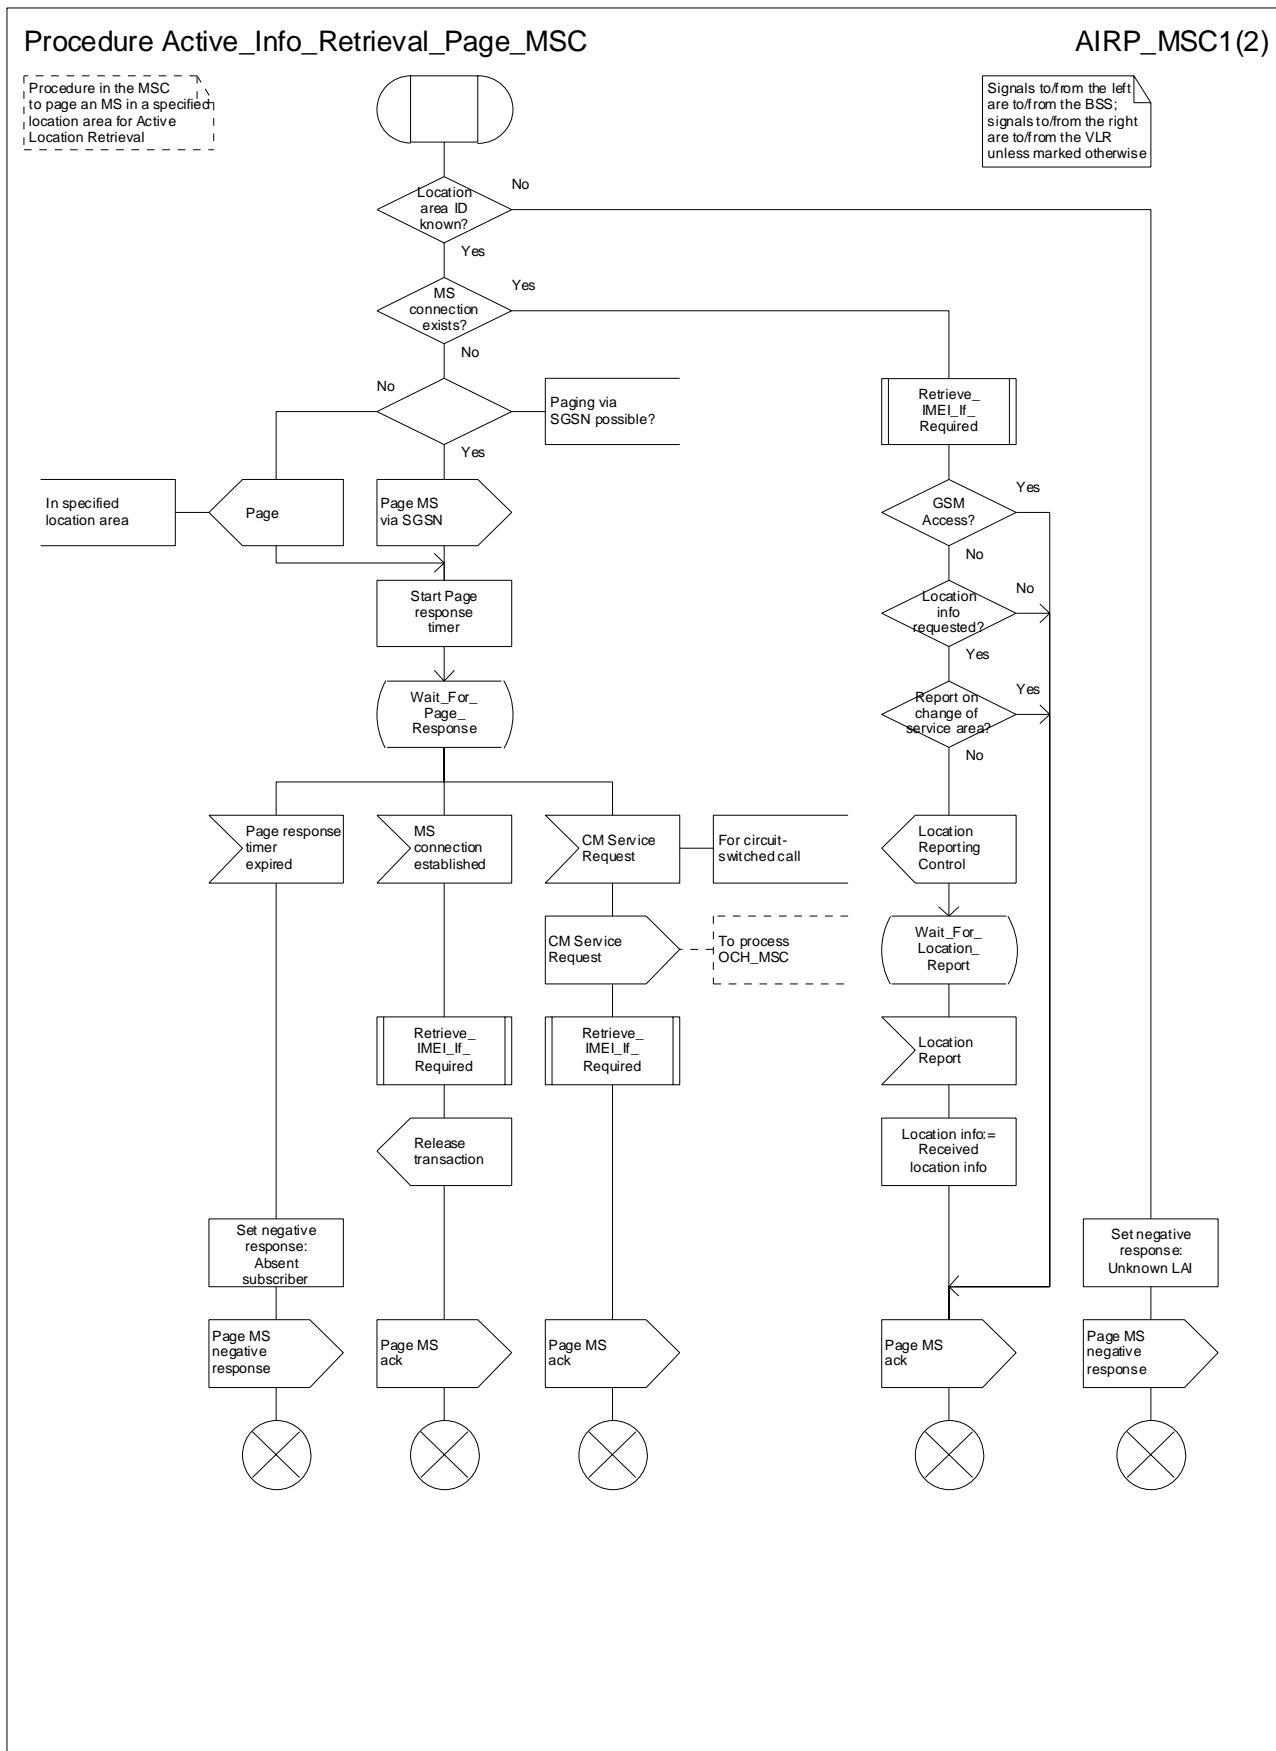 Procedure Active_Info_Retrieval_Page_MSC
AIRP_MSC1(2)
Procedure in the MSC
to page an MS in a specified
location area for Active
Location Retrieval
Signals to/from the left
are to/from the BSS;
signals to/from the right
are to/from the VLR
unless marked otherwise
Location
area ID
known?
No
Yes
MS
connection
exists?
Yes
No
No
Paging via
SGSN possible?
Yes
Retrieve_
IMEI_If_
Required
In specified
location area
Page
Page MS
via SGSN
GSM
Access?
Yes
No
Start Page
response
timer
Location
info
requested?
No
Yes
Wait_For_
Page_
Response
Report on
change of
service area?
Yes
No
Page response
timer
expired
MS
connection
established
CM Service
Request
For circuit-
switched call
Location
Reporting
Control
CM Service
Request
To process
OCH_MSC
Wait_For_
Location_
Report
Retrieve_
IMEI_If_
Required
Retrieve_
IMEI_If_
Required
Location
Report
Release
transaction
Location info:=
Received
location info
Set negative
response:
Absent
subscriber
Set negative
response:
Unknown LAI
Page MS
negative
response
Page MS
ack
Page MS
ack
Page MS
ack
Page MS
negative
response